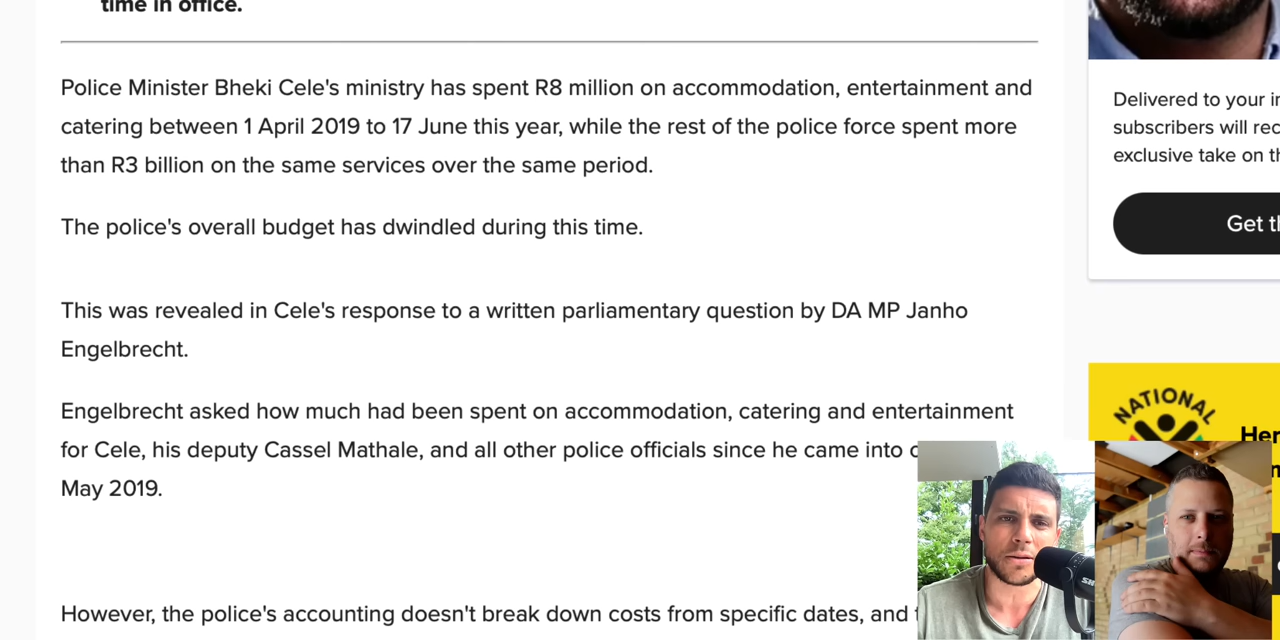 time in office.
Police Minister Bheki Cele's ministry has spent R8 million on accommodation, entertainment and
catering between 1 April 2019 to 17 June this year, while the rest of the police force spent more
than R3 billion on the same services over the same period.
The police's overall budget has dwindled during this time.
This was revealed in Cele's response to a written parliamentary question by DA MP Janho
Engelbrecht.
Engelbrecht asked how much had been spent on accommodation, catering and entertainment
for Cele, his deputy Cassel Mathale, and all other police officials since he came into
May 2019.
However, the police's accounting doesn't break down costs from specific dates, and
Delivered to your
subscribers will
exclusive take on
Get
NATIONAL